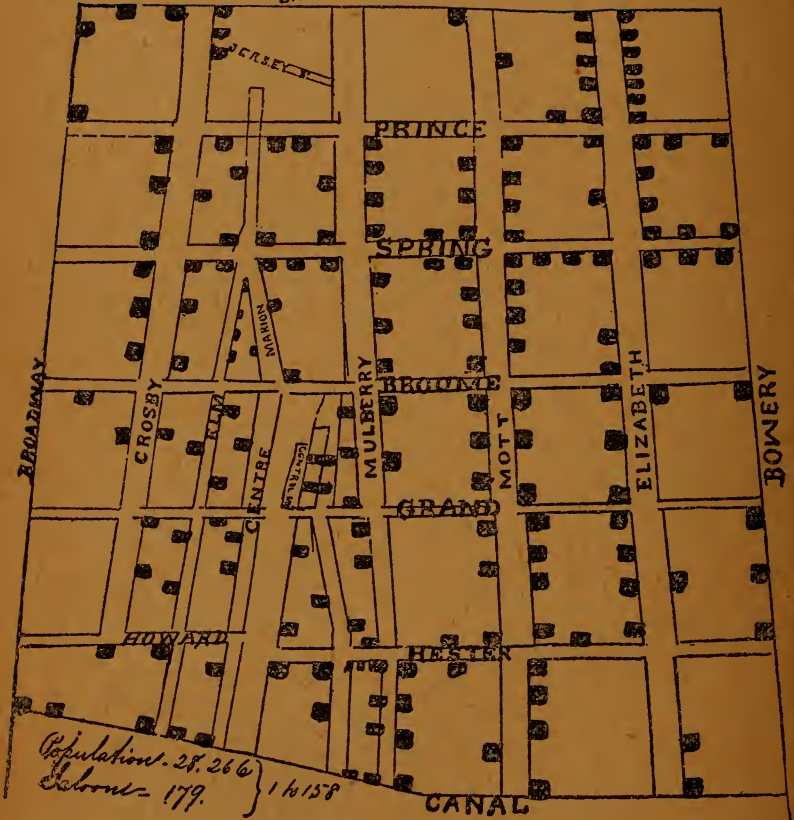 JERSEY
PRINCE
SPRING
MARION
BROADWAY
CROSBY
ELM
CENTRE
MULBERRY
BROOME
MOTT
ELIZABETH
BOWERY
GRAND
HOWARD
HESTER
Population - 28.266
Saloons = 179. } 1 to 158
CANAL